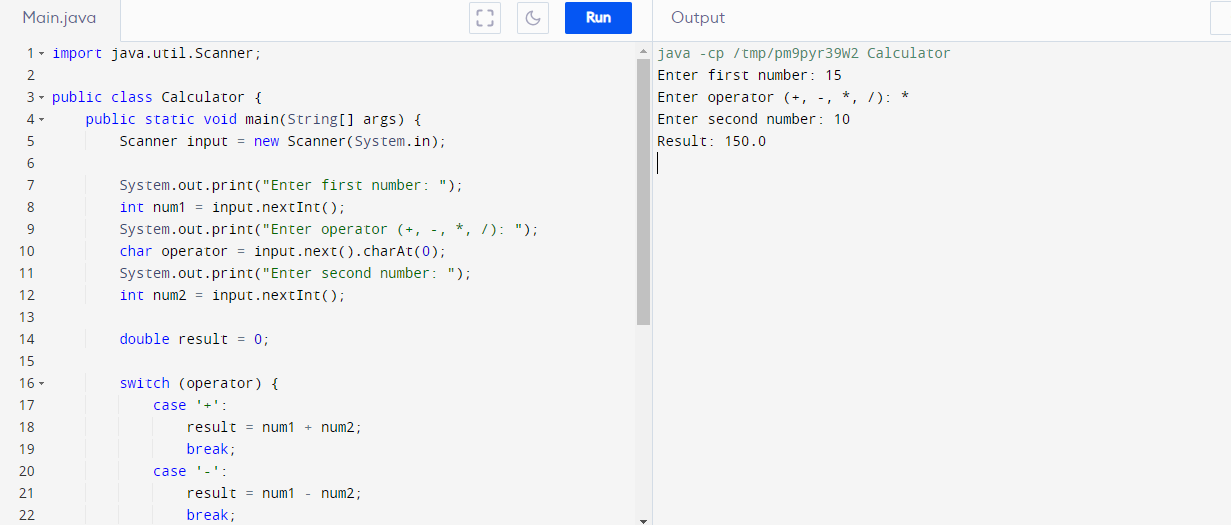 Main.java
Run
Output
1 import java.util.Scanner;
2
3 public class Calculator {
4 public static void main(String[] args) {
5 Scanner input = new Scanner(System.in);
6
7 System.out.print("Enter first number: ");
8 int num1 = input.nextInt();
9 System.out.print("Enter operator (+, -, *, /): ");
10 char operator = input.next().charAt(0);
11 System.out.print("Enter second number: ");
12 int num2 = input.nextInt();
13
14 double result = 0;
15
16 switch (operator) {
17 case '+':
18 result = num1 + num2;
19 break;
20 case '-':
21 result = num1 - num2;
22 break;
java -cp /tmp/pm9pyr39W2 Calculator
Enter first number: 15
Enter operator (+, -, *, /): *
Enter second number: 10
Result: 150.0